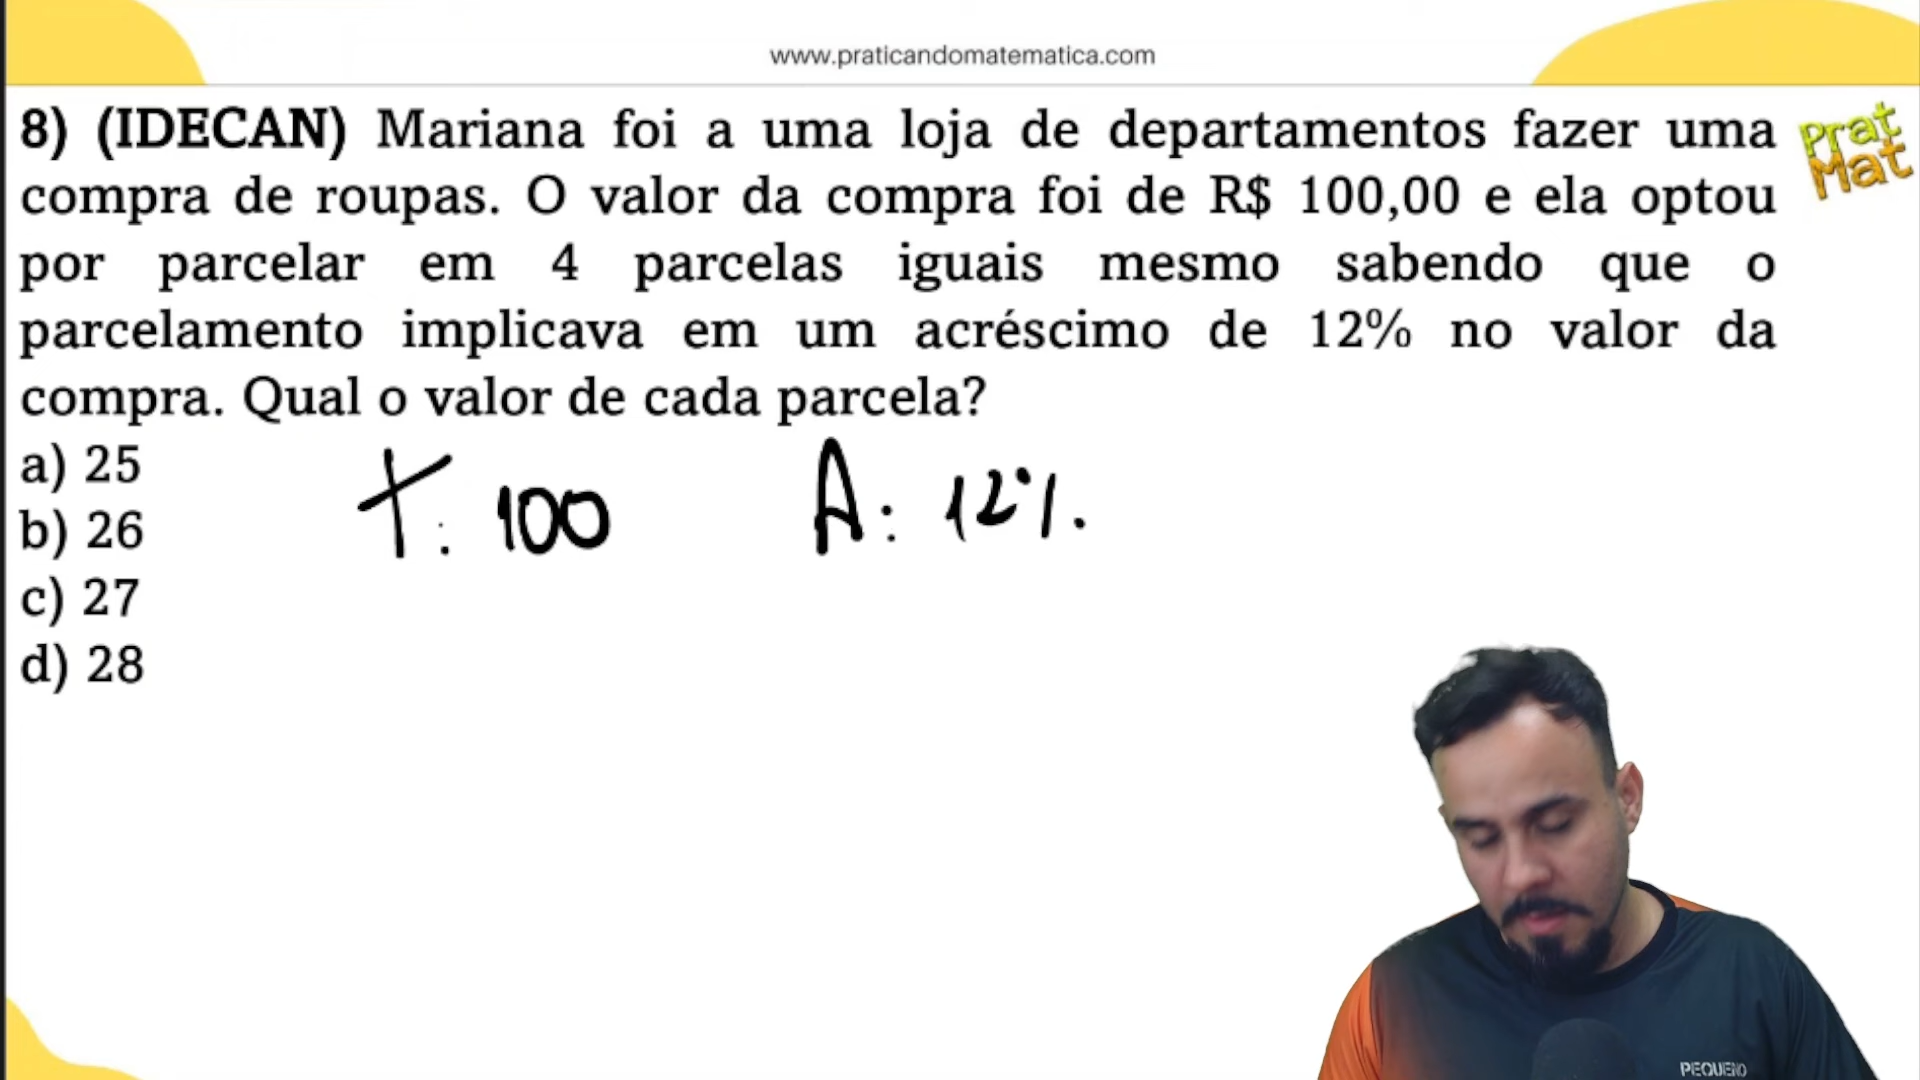 www.praticandomatematica.com
8) (IDECAN) Mariana foi a uma loja de departamentos fazer uma
compra de roupas. O valor da compra foi de R$ 100,00 e ela optou
por parcelar em 4 parcelas iguais mesmo sabendo que o
parcelamento implicava em um acréscimo de 12% no valor da
compra. Qual o valor de cada parcela?
a) 25
b) 26
c) 27
d) 28
T: 100
A: 12%.
Prat
Mat
PEQUENO